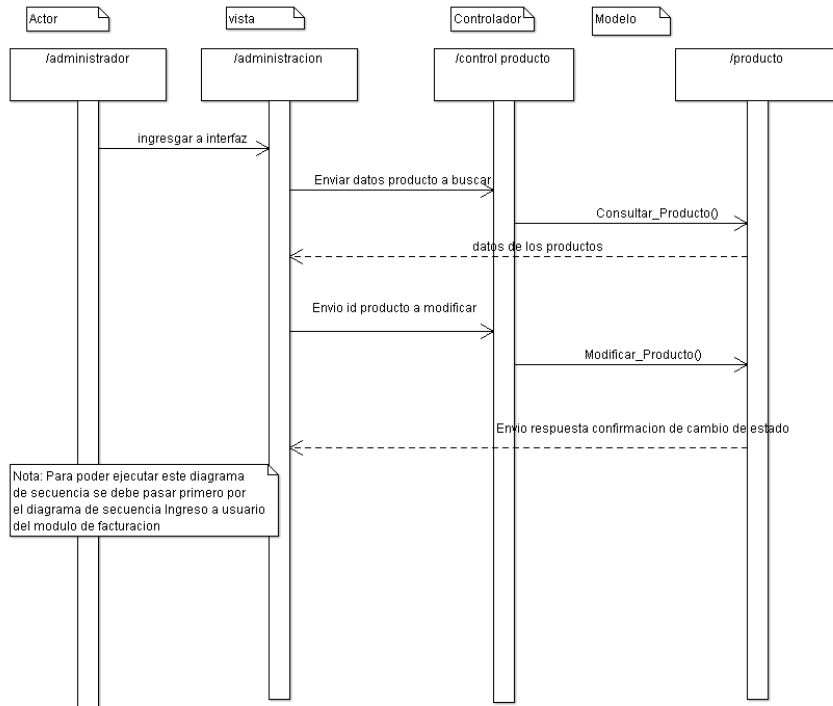 Actor
vista
Controlador
Modelo
/administrador
/administracion
/control producto
/producto
ingresgar a interfaz
Enviar datos producto a buscar
Consultar_Producto()
datos de los productos
Envio id producto a modificar
Modificar_Producto()
Envio respuesta confirmacion de cambio de estado
Nota: Para poder ejecutar este diagrama
de secuencia se debe pasar primero por
el diagrama de secuencia Ingreso a usuario
del modulo de facturacion